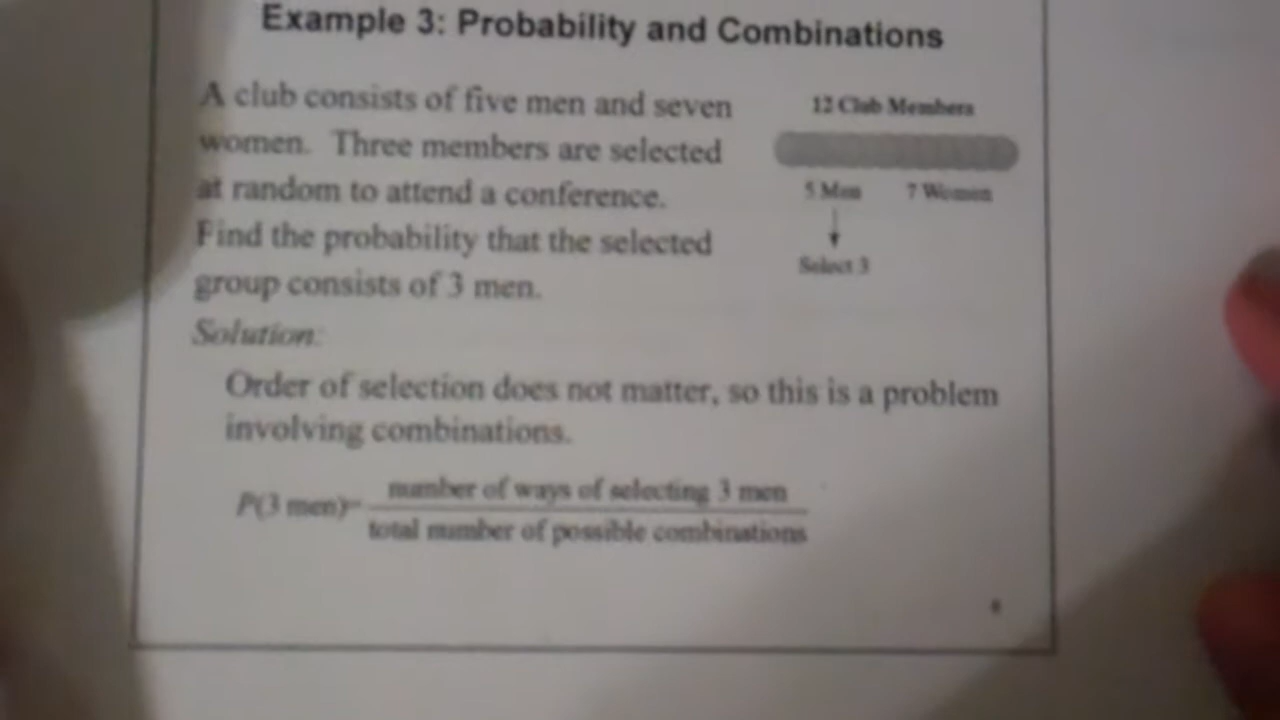 Example 3: Probability and Combinations
A club consists of five men and seven
women. Three members are selected
at random to attend a conference.
Find the probability that the selected
group consists of 3 men.
12 Club Members
5 Men 7 Women
Select 3
Solution:
Order of selection does not matter, so this is a problem
involving combinations.
P(3 men)=
number of ways of selecting 3 men
total number of possible combinations